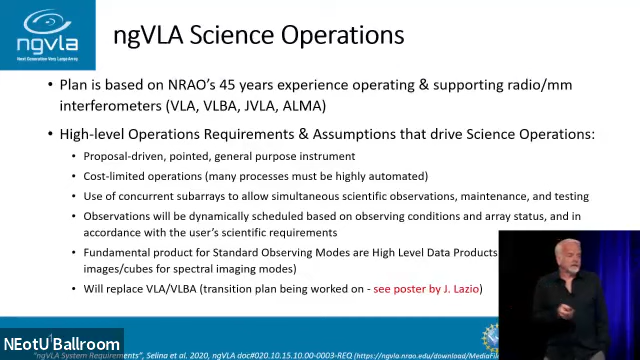 ngvla
Next Generation Very Large Array
ngVLA Science Operations
• Plan is based on NRAO's 45 years experience operating & supporting radio/mm
interferometers (VLA, VLBA, JVLA, ALMA)
• High-level Operations Requirements & Assumptions that drive Science Operations:
• Proposal-driven, pointed, general purpose instrument
• Cost-limited operations (many processes must be highly automated)
• Use of concurrent subarrays to allow simultaneous scientific observations, maintenance, and testing
• Observations will be dynamically scheduled based on observing conditions and array status, and in
accordance with the user's scientific requirements
• Fundamental product for Standard Observing Modes are High Level Data Products
images/cubes for spectral imaging modes)
• Will replace VLA/VLBA (transition plan being worked on - see poster by J. Lazio)
NEotU Ballroom
"ngVLA System Requirements", Selina et al. 2020, ngVLA doc#020.10.15.10.00-0003-REQ (https://ngvla.nrao.edu/download/MediaFil